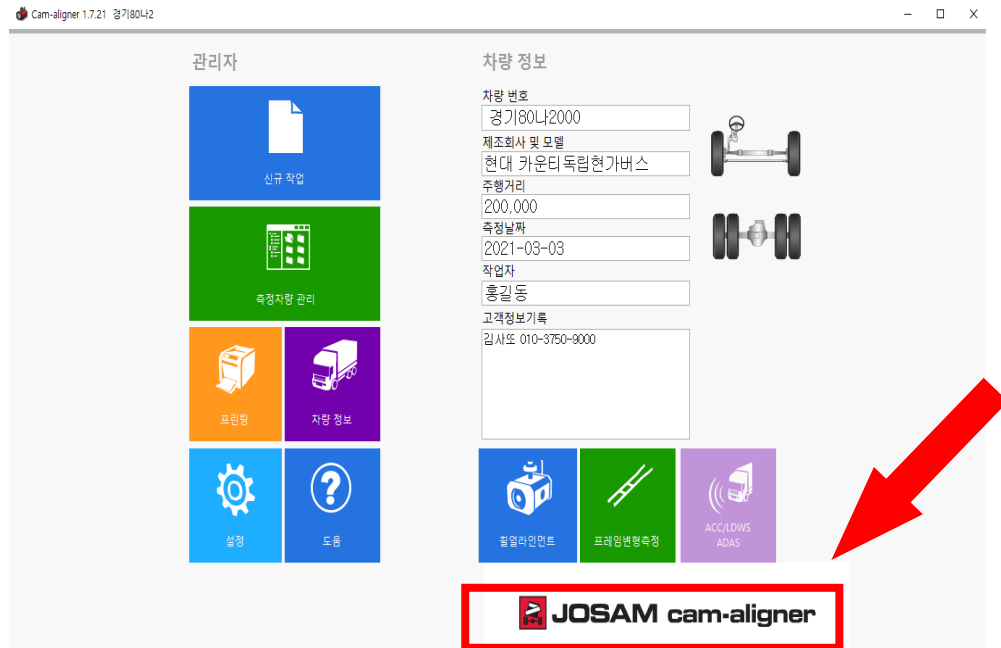 Cam-aligner 1.7.21 경기80너2
관리자
신규 작업
측정차량 관리
프린팅
차량 정보
설정
도움
차량 정보
차량 번호
경기80나2000
제조회사 및 모델
현대 카운티독립현가버스
주행거리
200,000
측정날짜
2021-03-03
작업자
홍길동
고객정보기록
김사또 010-3750-9000
휠얼라인먼트
프레임변형측정
ACC/LDWS
ADAS
JOSAM cam-aligner